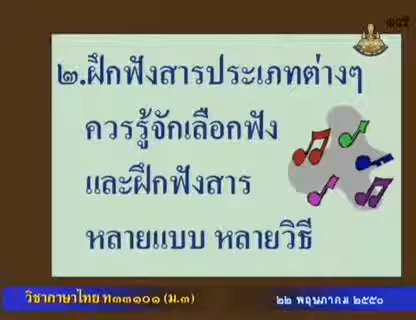 ๒.ฝึกฟังสารประเภทต่างๆ
ควรรู้จักเลือกฟัง
และฝึกฟังสาร
หลายแบบ หลายวิธี
วิชาภาษาไทย ท๓๓๑๐๑ (ม.๓) ๒๒ พฤษภาคม ๒๕๕๐